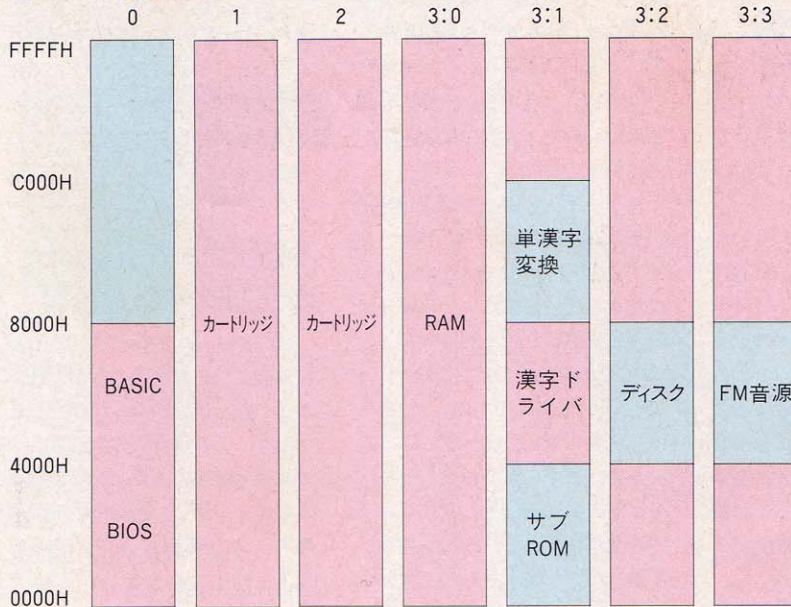 0 1 2 3:0 3:1 3:2 3:3
FFFFH
C000H
単漢字
変換
8000H
カートリッジ
カートリッジ
RAM
BASIC
漢字ド
ライバ
ディスク
FM音源
4000H
BIOS
サブ
ROM
0000H